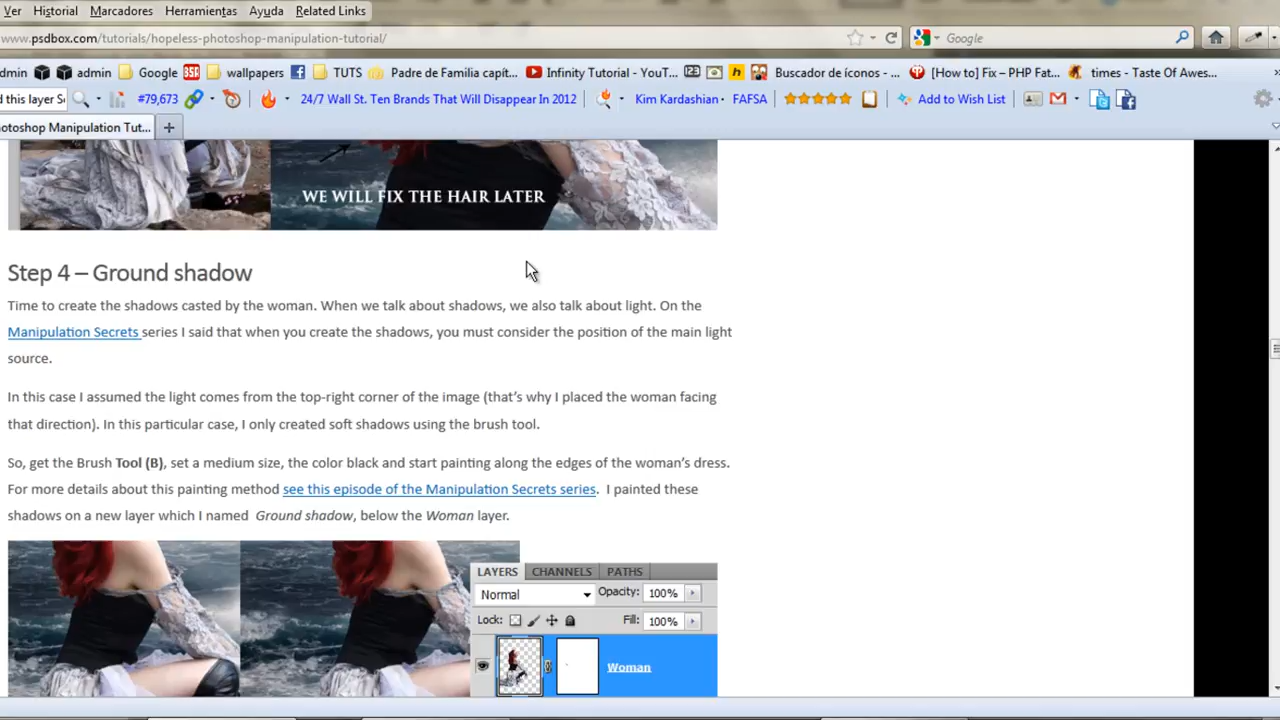 Ver Historial Marcadores Herramientas Ayuda Related Links
www.psdbox.com/tutorials/hopeless-photoshop-manipulation-tutorial/
Google
dmin admin Google wallpapers TUTS Padre de Familia capít... Infinity Tutorial - YouT... Buscador de íconos - ... [How to] Fix – PHP Fat... times - Taste Of Awes...
d this layer S #79,673 24/7 Wall St. Ten Brands That Will Disappear In 2012 Kim Kardashian FAFSA Add to Wish List
otoshop Manipulation Tut...
WE WILL FIX THE HAIR LATER
Step 4 – Ground shadow
Time to create the shadows casted by the woman. When we talk about shadows, we also talk about light. On the
Manipulation Secrets series I said that when you create the shadows, you must consider the position of the main light
source.
In this case I assumed the light comes from the top-right corner of the image (that's why I placed the woman facing
that direction). In this particular case, I only created soft shadows using the brush tool.
So, get the Brush Tool (B), set a medium size, the color black and start painting along the edges of the woman's dress.
For more details about this painting method see this episode of the Manipulation Secrets series. I painted these
shadows on a new layer which I named Ground shadow, below the Woman layer.
LAYERS CHANNELS PATHS
Normal Opacity: 100%
Lock: Fill: 100%
Woman